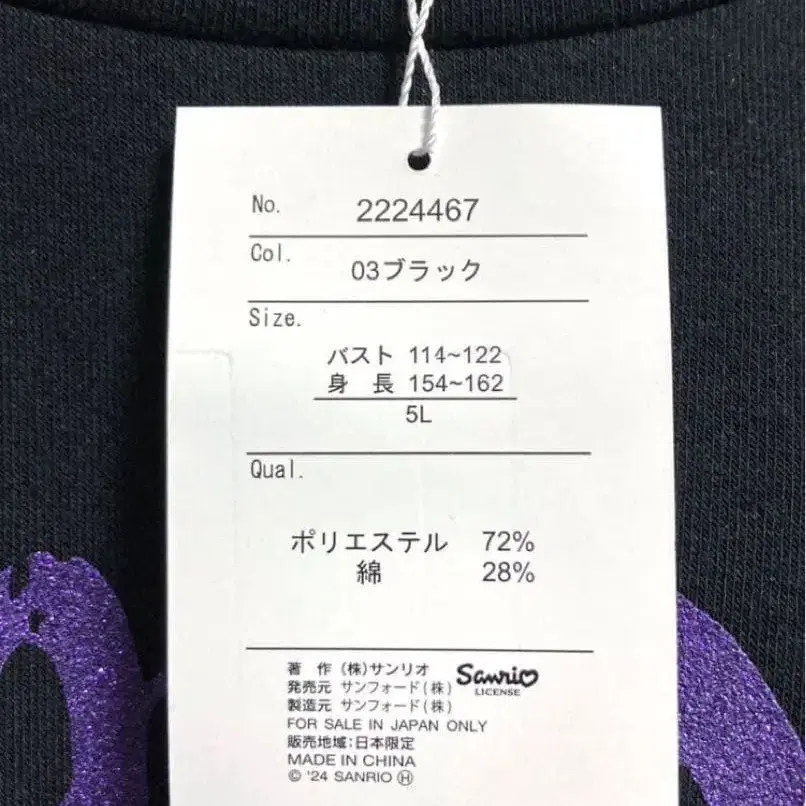 No. 2224467
Col. 03ブラック
Size.
バスト 114~122
身 長 154~162
5L
Qual.
ポリエステル 72%
綿 28%
著 作 (株)サンリオ
Sanrio
LICENSE
発売元 サンフォード(株)
製造元 サンフォード(株)
FOR SALE IN JAPAN ONLY
販売地域:日本限定
MADE IN CHINA
© '24 SANRIO Ⓗ